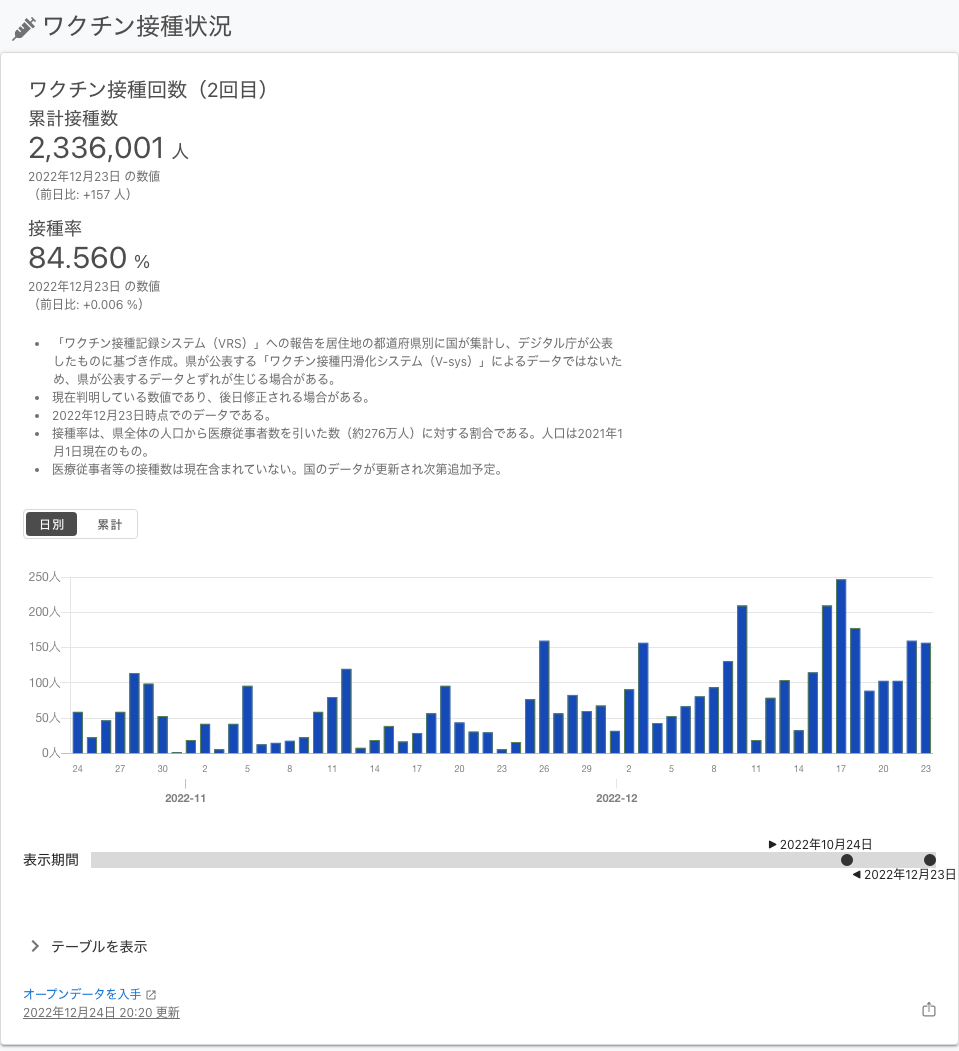 ワクチン接種状況
ワクチン接種回数（2回目）
累計接種数
2,336,001 人
2022年12月23日 の数値
（前日比: +157 人）
接種率
84.560 %
2022年12月23日 の数値
（前日比: +0.006 %）
• 「ワクチン接種記録システム（VRS）」への報告を居住地の都道府県別に国が集計し、デジタル庁が公表
したものに基づき作成。県が公表する「ワクチン接種円滑化システム（V-sys）」によるデータではないた
め、県が公表するデータとずれが生じる場合がある。
• 現在判明している数値であり、後日修正される場合がある。
• 2022年12月23日時点でのデータである。
• 接種率は、県全体の人口から医療従事者数を引いた数（約276万人）に対する割合である。人口は2021年1
月1日現在のもの。
• 医療従事者等の接種数は現在含まれていない。国のデータが更新され次第追加予定。
日別 累計
250人
200人
150人
100人
50人
0人
24 27 30 2 5 8 11 14 17 20 23 26 29 2 5 8 11 14 17 20 23
2022-11 2022-12
2022年10月24日
表示期間
2022年12月23日
テーブルを表示
オープンデータを入手
2022年12月24日 20:20 更新